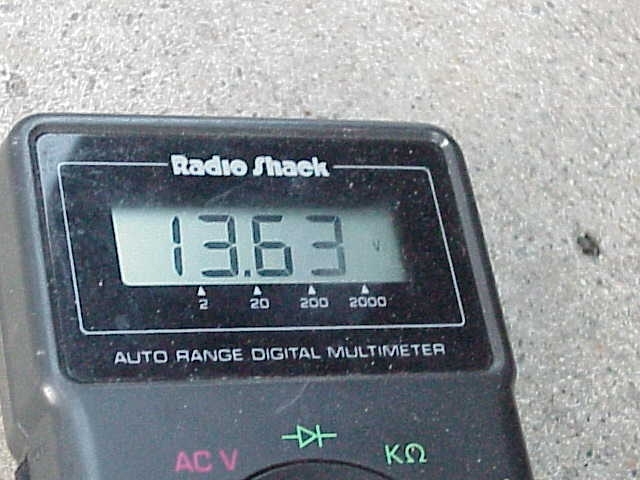 Radio Shack
13.63 V
2 20 200 2000
AUTO RANGE DIGITAL MULTIMETER
AC V KΩ